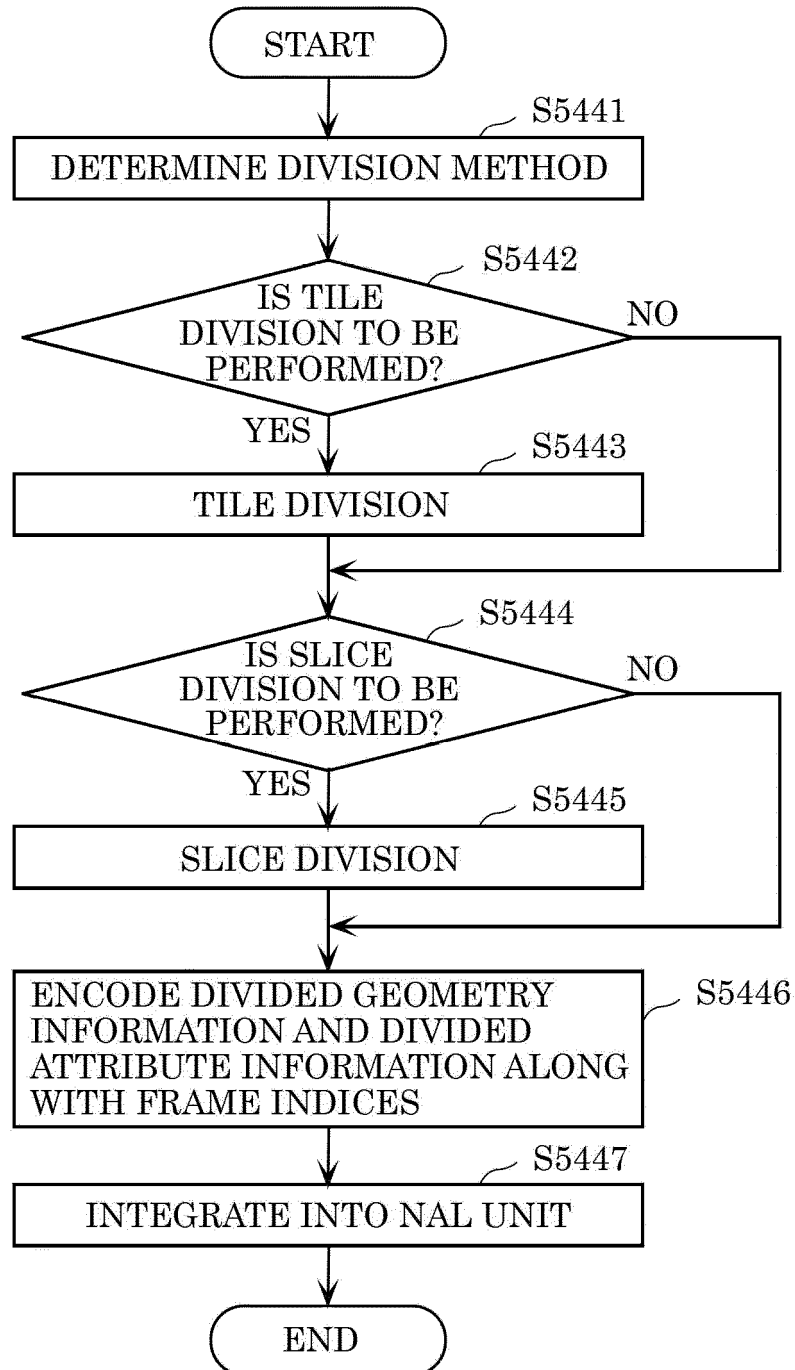 START
S5441
DETERMINE DIVISION METHOD
S5442
IS TILE
DIVISION TO BE
PERFORMED?
NO
YES
S5443
TILE DIVISION
S5444
IS SLICE
DIVISION TO BE
PERFORMED?
NO
YES
S5445
SLICE DIVISION
S5446
ENCODE DIVIDED GEOMETRY
INFORMATION AND DIVIDED
ATTRIBUTE INFORMATION ALONG
WITH FRAME INDICES
S5447
INTEGRATE INTO NAL UNIT
END